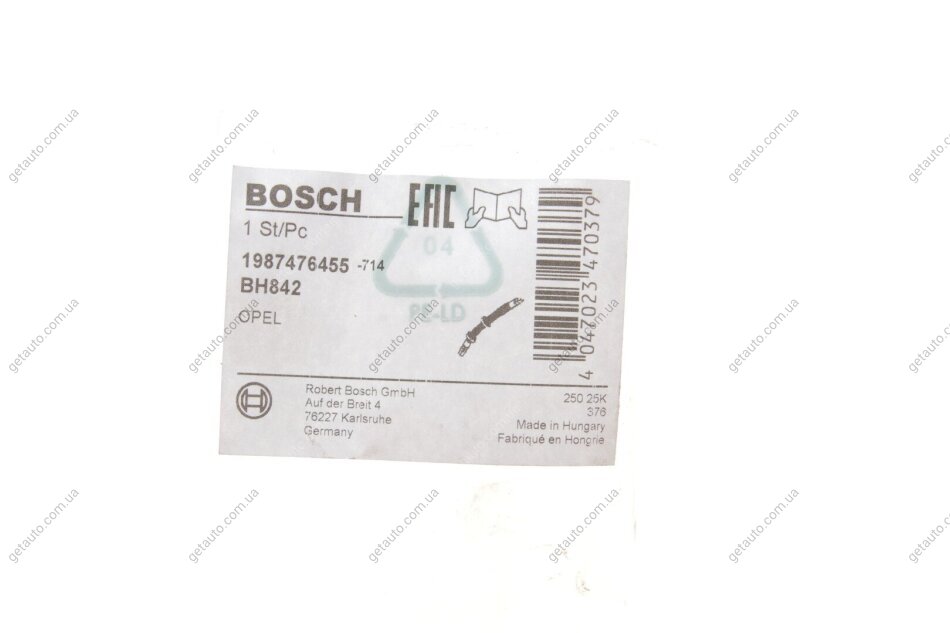 BOSCH
EAC
1 St/Pc
04
1987476455 -714
BH842
PE-LD
OPEL
4 047023 470379
Robert Bosch GmbH
Auf der Breit 4
76227 Karlsruhe
Germany
250 25K
376
Made in Hungary
Fabriqué en Hongrie
getauto.com.ua